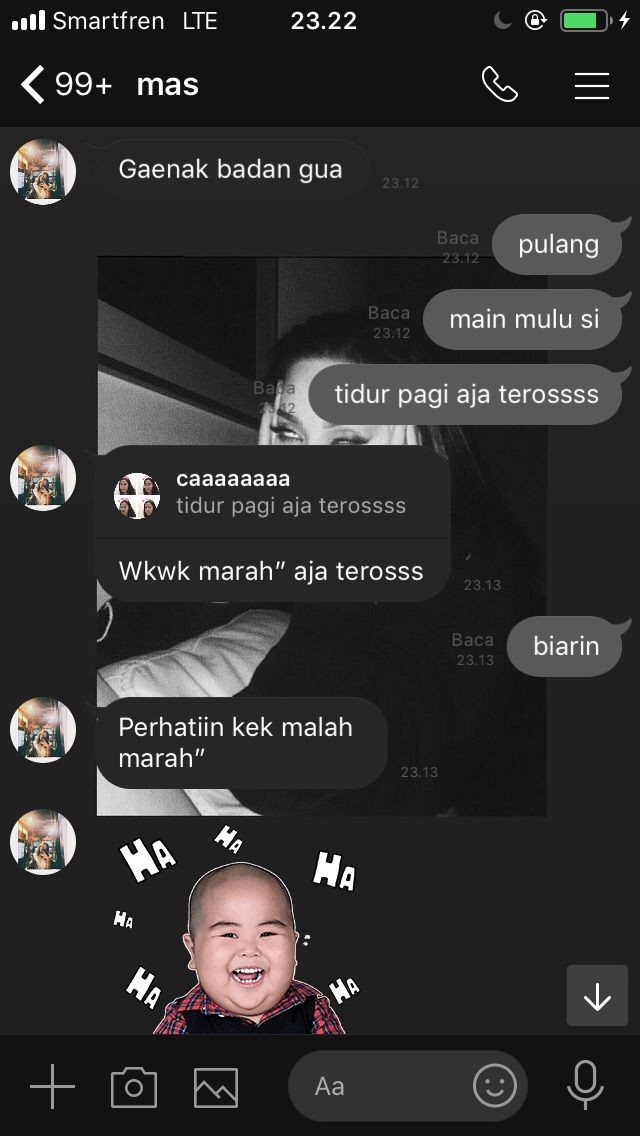 Smartfren LTE 23.22
99+ mas
Gaenak badan gua
23.12
Baca
23.12
pulang
Baca
23.12
main mulu si
Baca
23.12
tidur pagi aja terossss
caaaaaaaa
tidur pagi aja terossss
Wkwk marah” aja terosss
23.13
Baca
23.13
biarin
Perhatiin kek malah
marah”
23.13
HA
HA
HA
HA
HA
HA
Aa